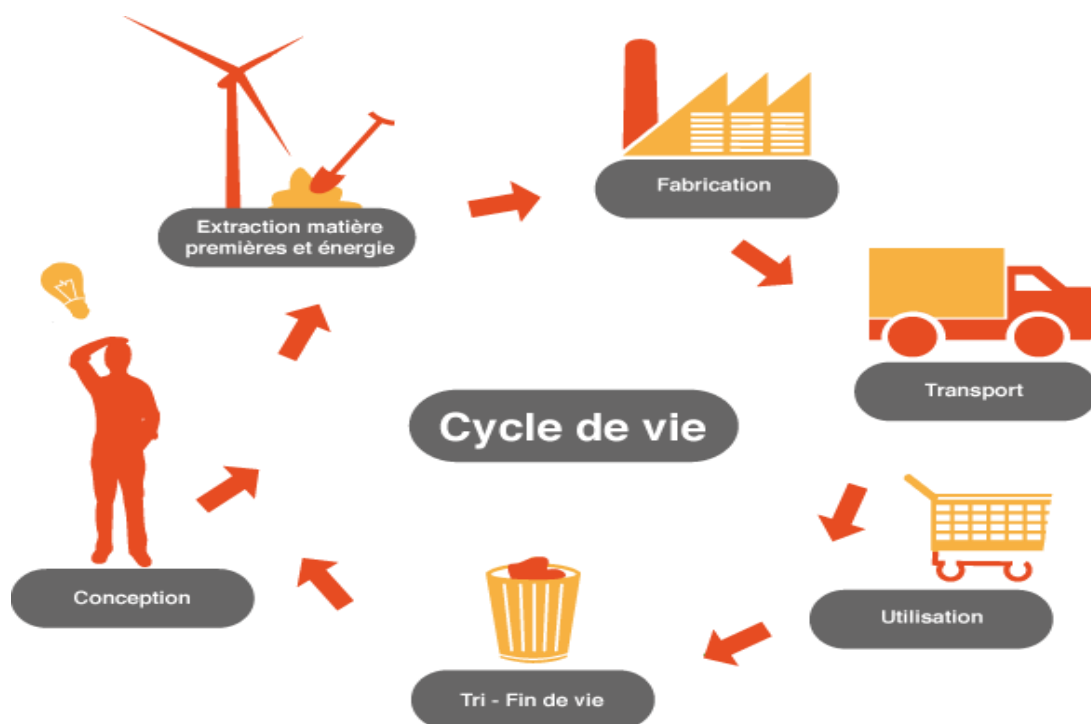 Extraction matière
premières et énergie
Fabrication
Transport
Cycle de vie
Conception
Utilisation
Tri - Fin de vie